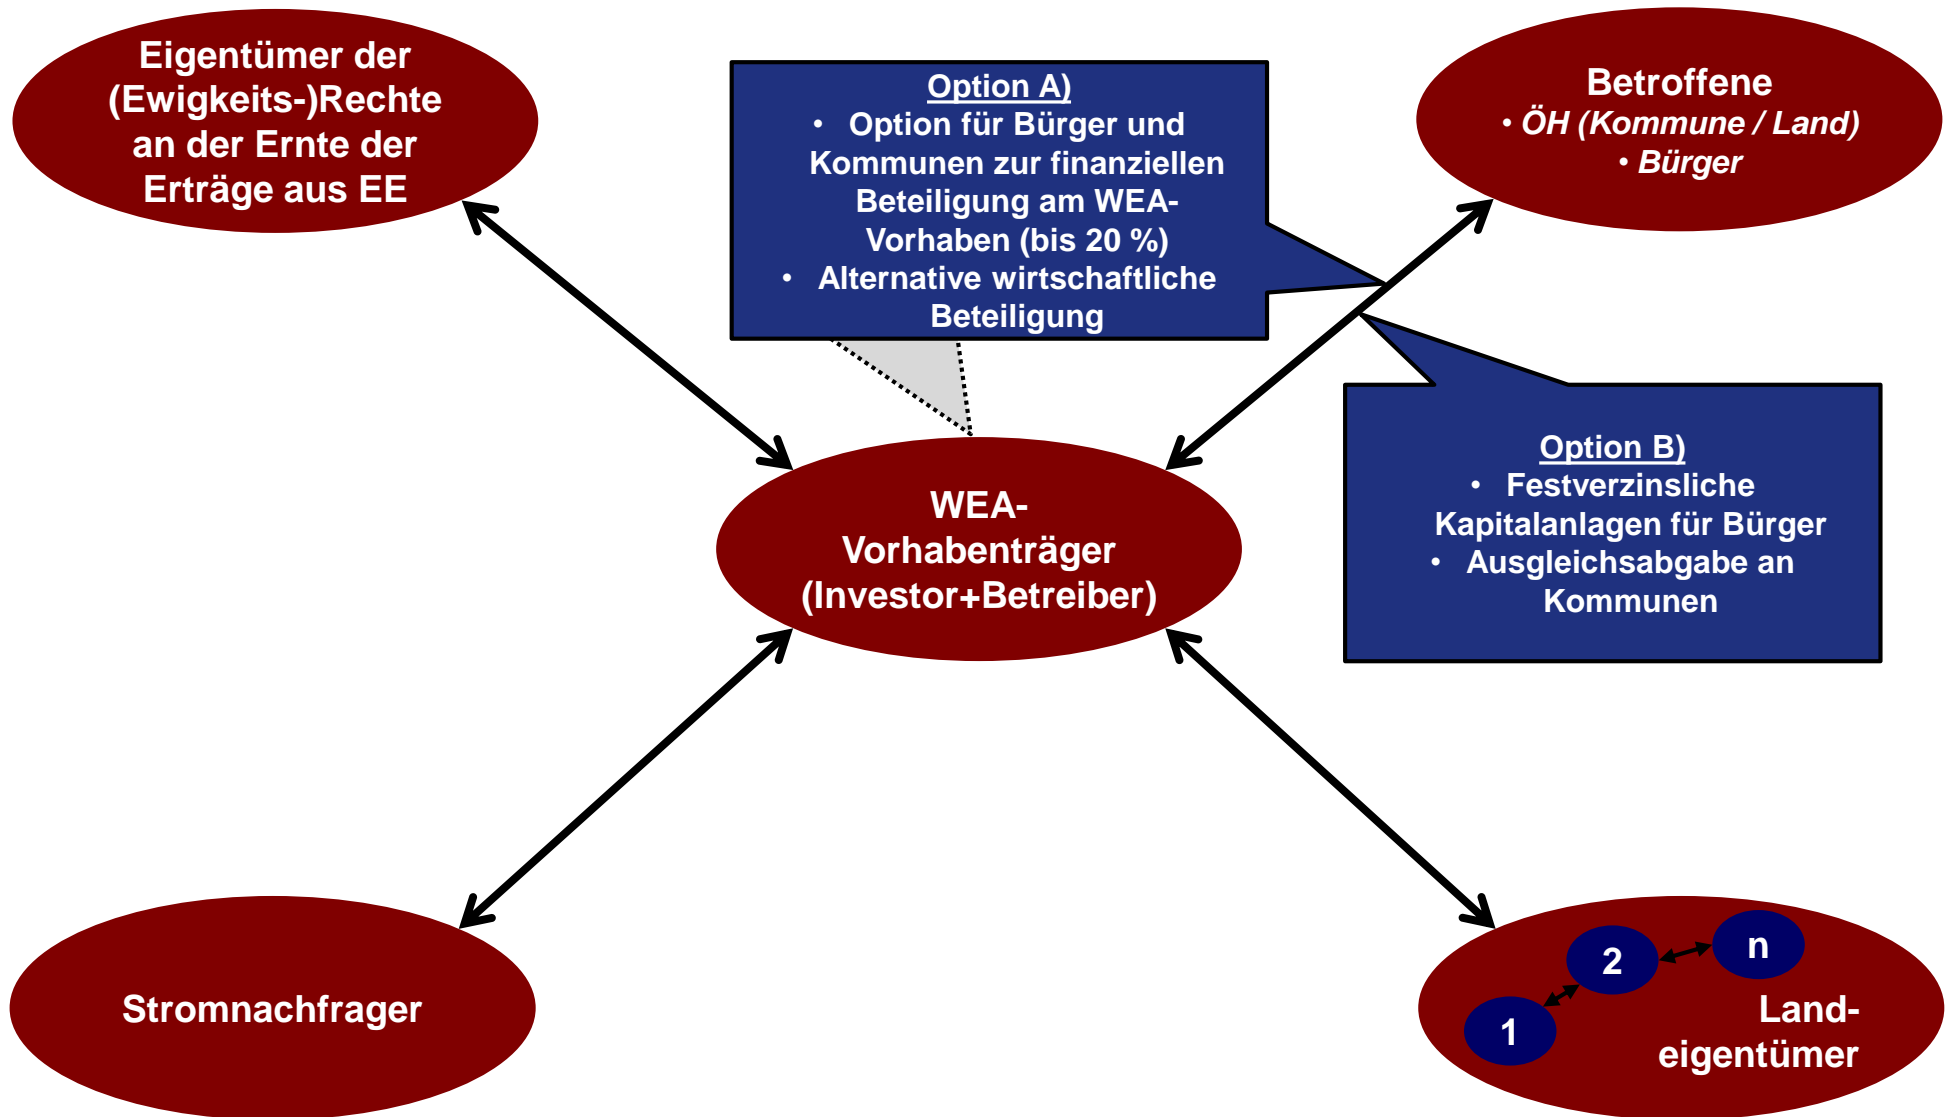 Eigentümer der
(Ewigkeits-)Rechte
an der Ernte der
Erträge aus EE
Option A)
• Option für Bürger und
Kommunen zur finanziellen
Beteiligung am WEA-
Vorhaben (bis 20 %)
• Alternative wirtschaftliche
Beteiligung
Betroffene
• ÖH (Kommune / Land)
• Bürger
WEA-
Vorhabenträger
(Investor+Betreiber)
Option B)
• Festverzinsliche
Kapitalanlagen für Bürger
• Ausgleichsabgabe an
Kommunen
Stromnachfrager
1
2
n
Land-
eigentümer